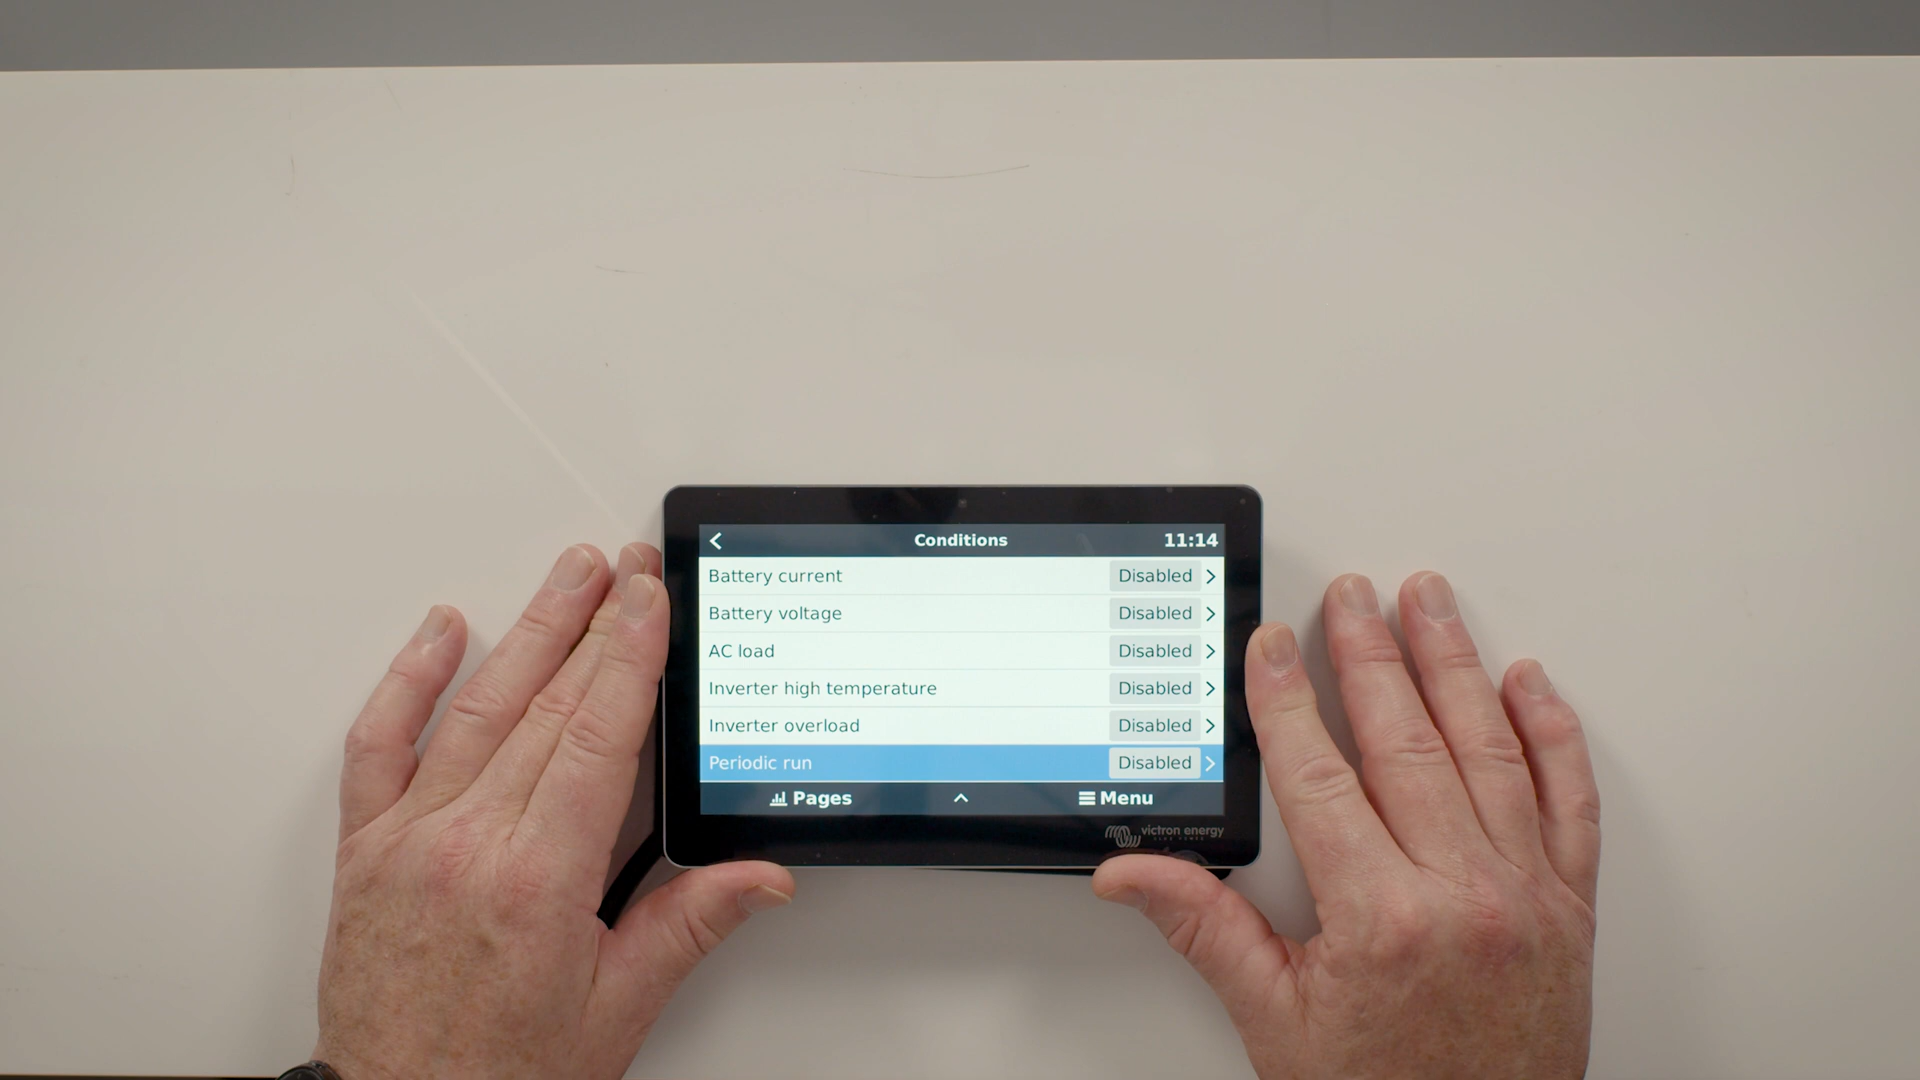 Conditions 11:14
Battery current Disabled
Battery voltage Disabled
AC load Disabled
Inverter high temperature Disabled
Inverter overload Disabled
Periodic run Disabled
Pages Menu
victron energy